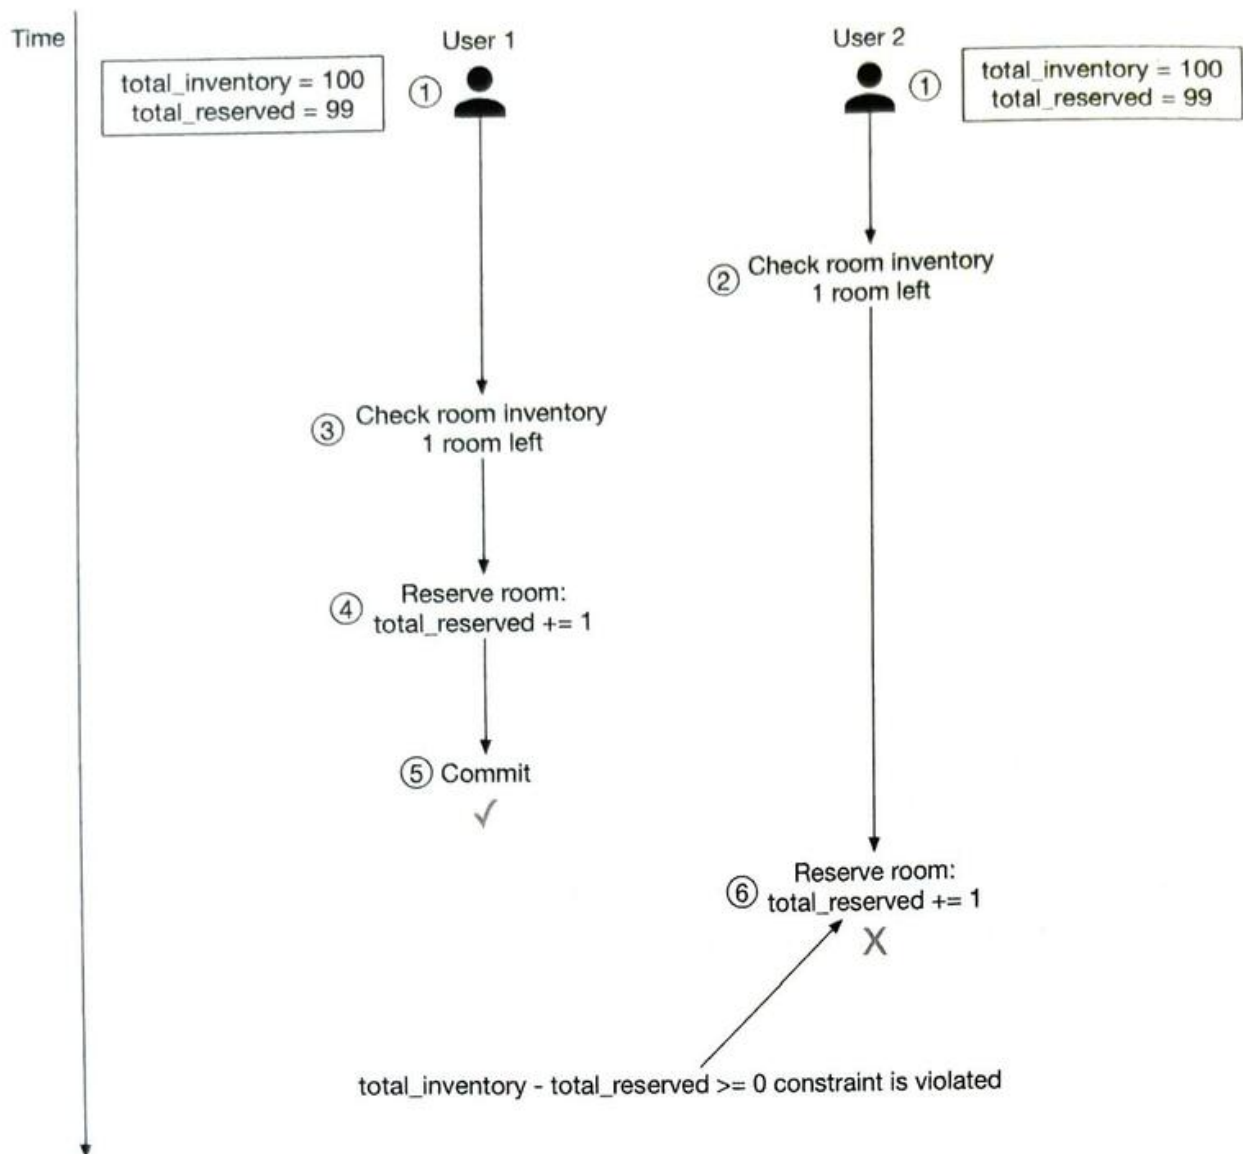 Time
User 1
User 2
total_inventory = 100
total_reserved = 99
1
1
total_inventory = 100
total_reserved = 99
2
Check room inventory
1 room left
3
Check room inventory
1 room left
4
Reserve room:
total_reserved += 1
5
Commit
✓
6
Reserve room:
total_reserved += 1
X
total_inventory - total_reserved >= 0 constraint is violated